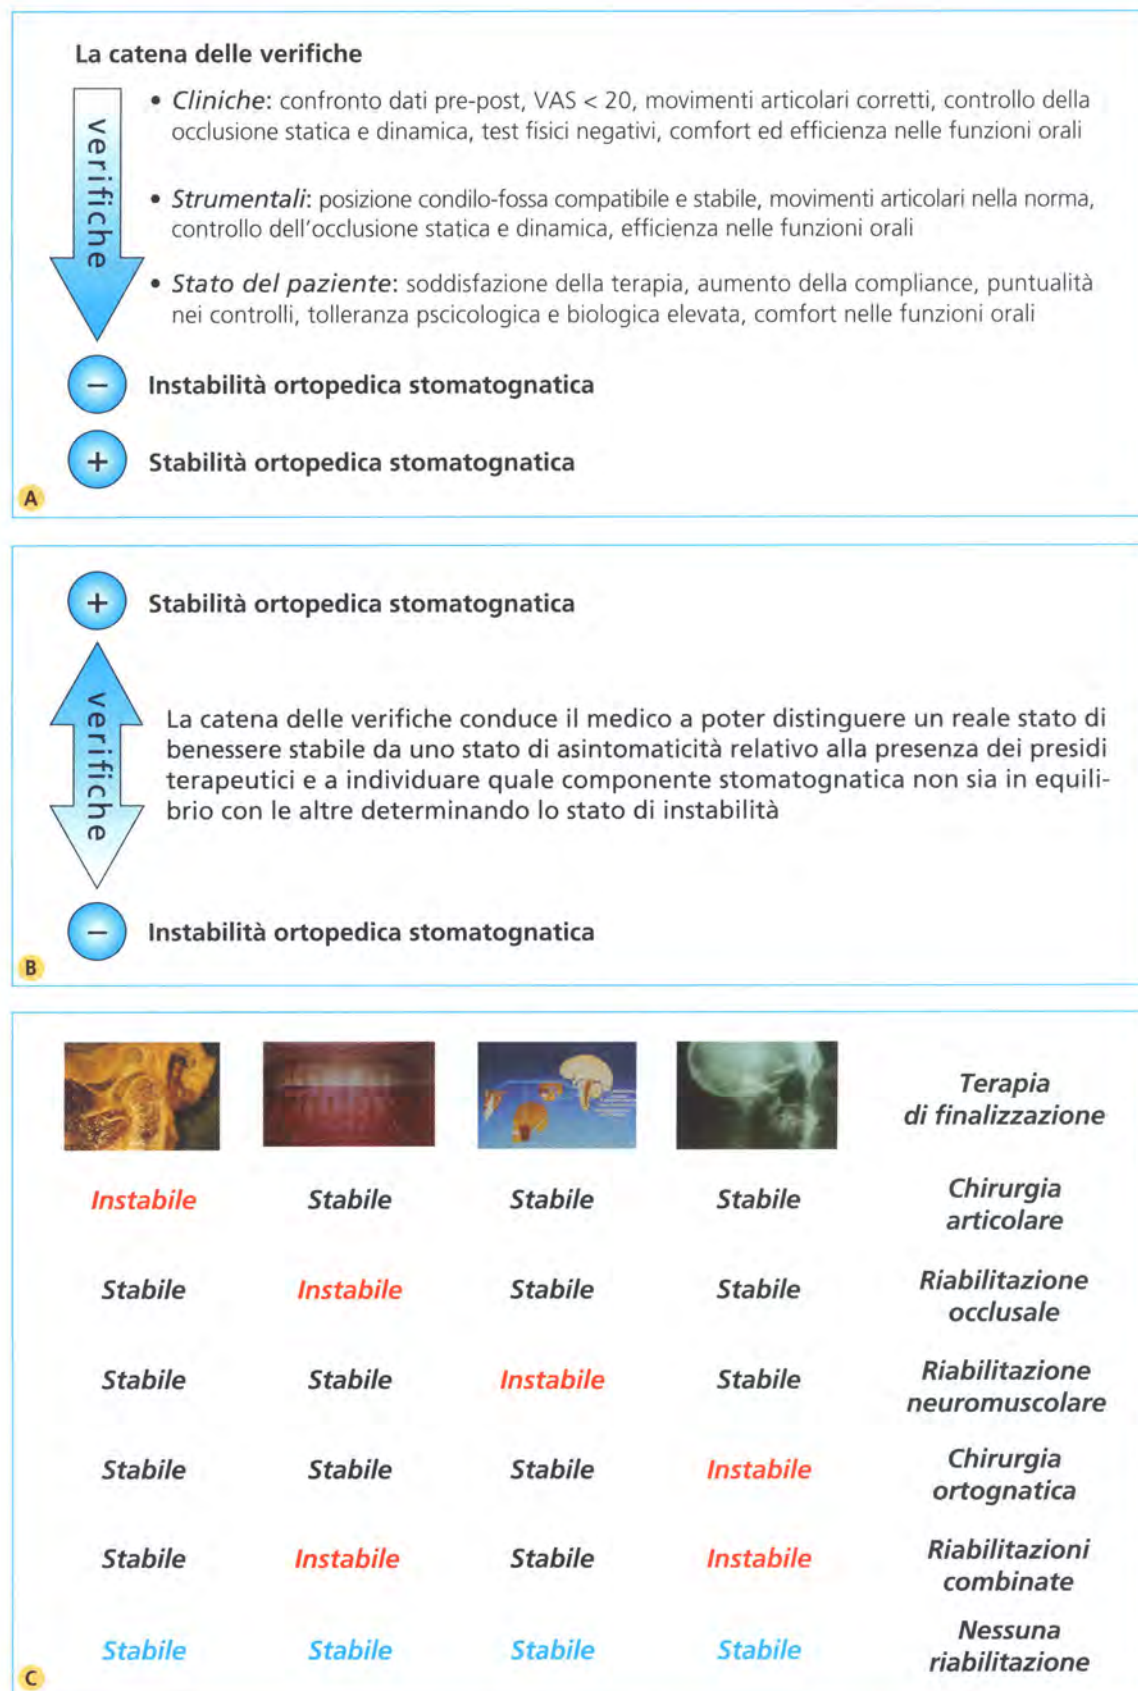 La catena delle verifiche
verifiche
• Cliniche: confronto dati pre-post, VAS < 20, movimenti articolari corretti, controllo della
occlusione statica e dinamica, test fisici negativi, comfort ed efficienza nelle funzioni orali
• Strumentali: posizione condilo-fossa compatibile e stabile, movimenti articolari nella norma,
controllo dell'occlusione statica e dinamica, efficienza nelle funzioni orali
• Stato del paziente: soddisfazione della terapia, aumento della compliance, puntualità
nei controlli, tolleranza pscicologica e biologica elevata, comfort nelle funzioni orali
– Instabilità ortopedica stomatognatica
+ Stabilità ortopedica stomatognatica
A
+ Stabilità ortopedica stomatognatica
verifiche
La catena delle verifiche conduce il medico a poter distinguere un reale stato di
benessere stabile da uno stato di asintomaticità relativo alla presenza dei presidi
terapeutici e a individuare quale componente stomatognatica non sia in equili-
brio con le altre determinando lo stato di instabilità
– Instabilità ortopedica stomatognatica
B
Terapia
di finalizzazione
Instabile Stabile Stabile Stabile Chirurgia
articolare
Stabile Instabile Stabile Stabile Riabilitazione
occlusale
Stabile Stabile Instabile Stabile Riabilitazione
neuromuscolare
Stabile Stabile Stabile Instabile Chirurgia
ortognatica
Stabile Instabile Stabile Instabile Riabilitazioni
combinate
Stabile Stabile Stabile Stabile Nessuna
riabilitazione
C